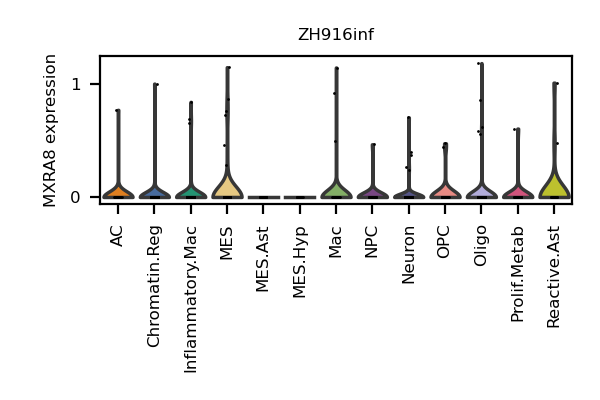 ZH916inf
MXRA8 expression
1
0
AC
Chromatin.Reg
Inflammatory.Mac
MES
MES.Ast
MES.Hyp
Mac
NPC
Neuron
OPC
Oligo
Prolif.Metab
Reactive.Ast